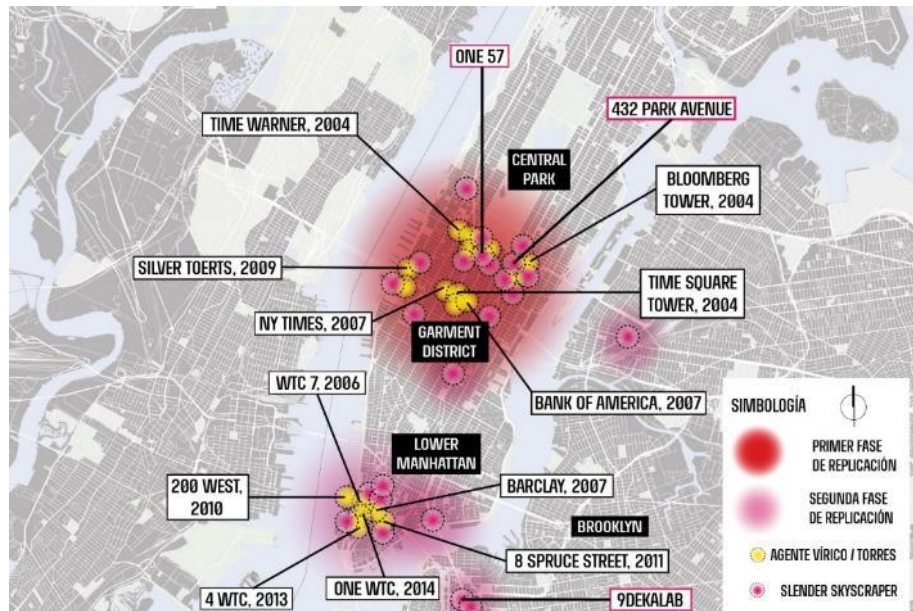 ONE 57
TIME WARNER, 2004
432 PARK AVENUE
CENTRAL
PARK
BLOOMBERG
TOWER, 2004
SILVER TOERTS, 2009
TIME SQUARE
TOWER, 2004
NY TIMES, 2007
GARMENT
DISTRICT
WTC 7, 2006
BANK OF AMERICA, 2007
LOWER
MANHATTAN
200 WEST,
2010
BARCLAY, 2007
BROOKLYN
8 SPRUCE STREET, 2011
4 WTC, 2013
ONE WTC, 2014
9DEKALAB
SIMBOLOGÍA
PRIMER FASE
DE REPLICACIÓN
SEGUNDA FASE
DE REPLICACIÓN
AGENTE VÍRICO / TORRES
SLENDER SKYSCRAPER